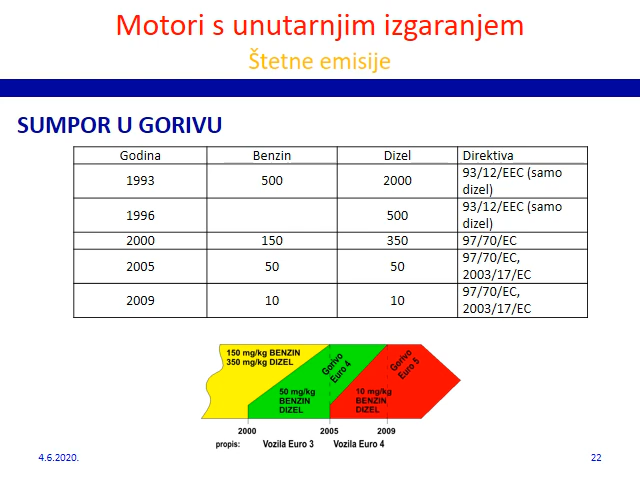 Motori s unutarnjim izgaranjem
Štetne emisije
SUMPOR U GORIVU
Godina Benzin Dizel Direktiva
1993 500 2000 93/12/EEC (samo
dizel)
1996 500 93/12/EEC (samo
dizel)
2000 150 350 97/70/EC
2005 50 50 97/70/EC,
2003/17/EC
2009 10 10 97/70/EC,
2003/17/EC
150 mg/kg BENZIN
350 mg/kg DIZEL
Gorivo
Euro 4
Gorivo
Euro 5
50 mg/kg
BENZIN
DIZEL
10 mg/kg
BENZIN
DIZEL
2000 2005 2009
propis: Vozila Euro 3 Vozila Euro 4
4.6.2020. 22